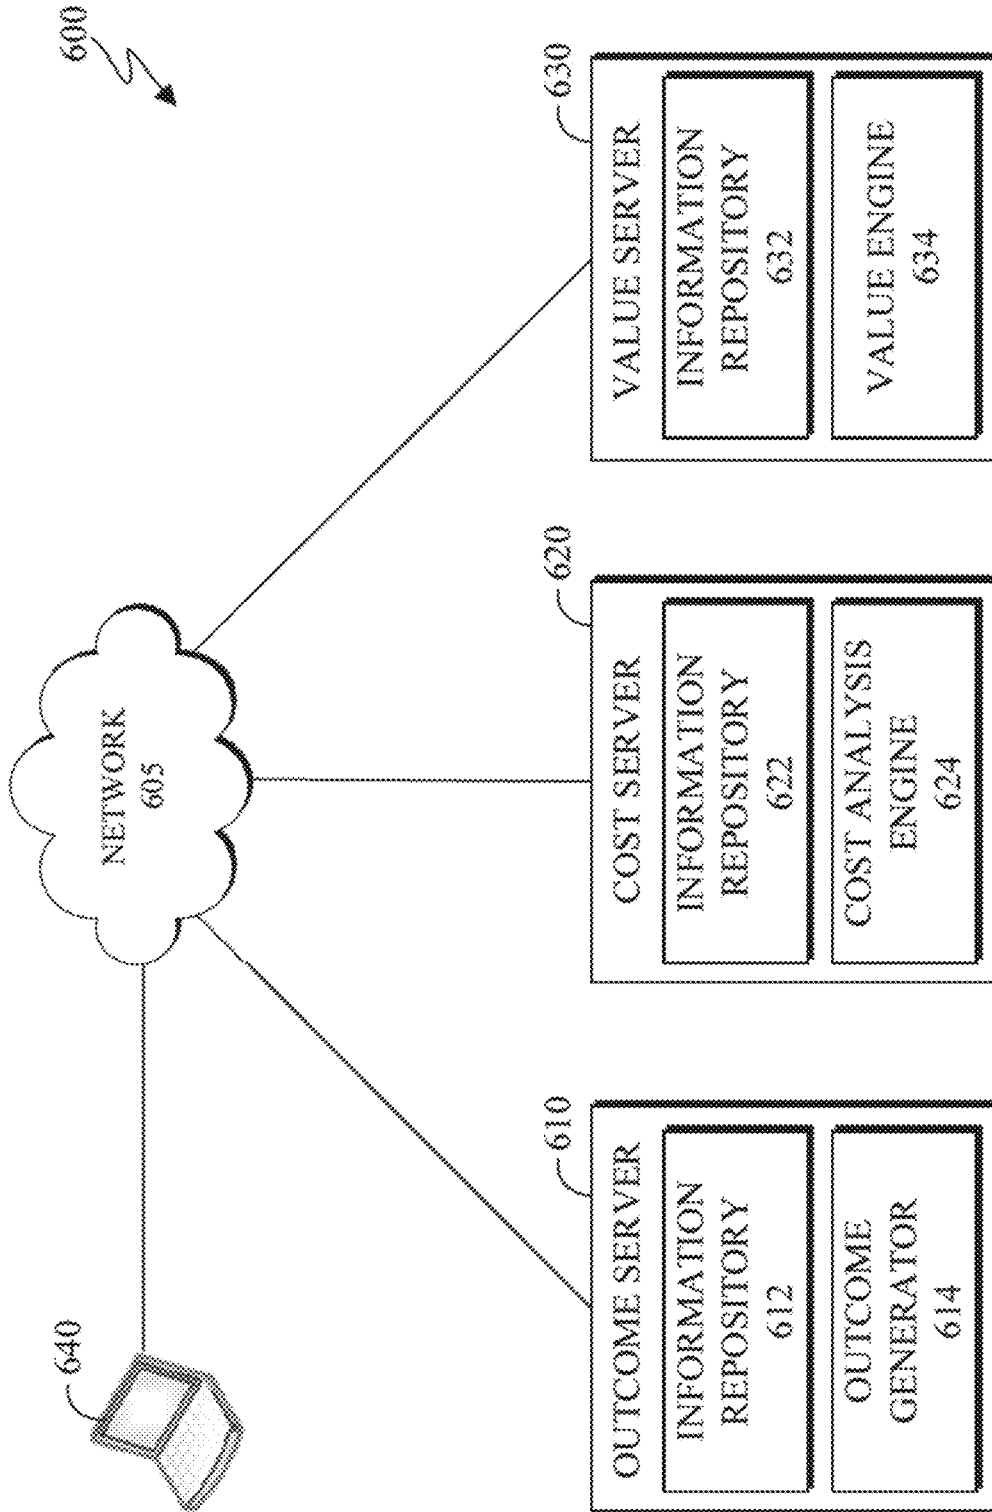 600
640
NETWORK
605
610
OUTCOME SERVER
INFORMATION
REPOSITORY
612
OUTCOME
GENERATOR
614
620
COST SERVER
INFORMATION
REPOSITORY
622
COST ANALYSIS
ENGINE
624
630
VALUE SERVER
INFORMATION
REPOSITORY
632
VALUE ENGINE
634